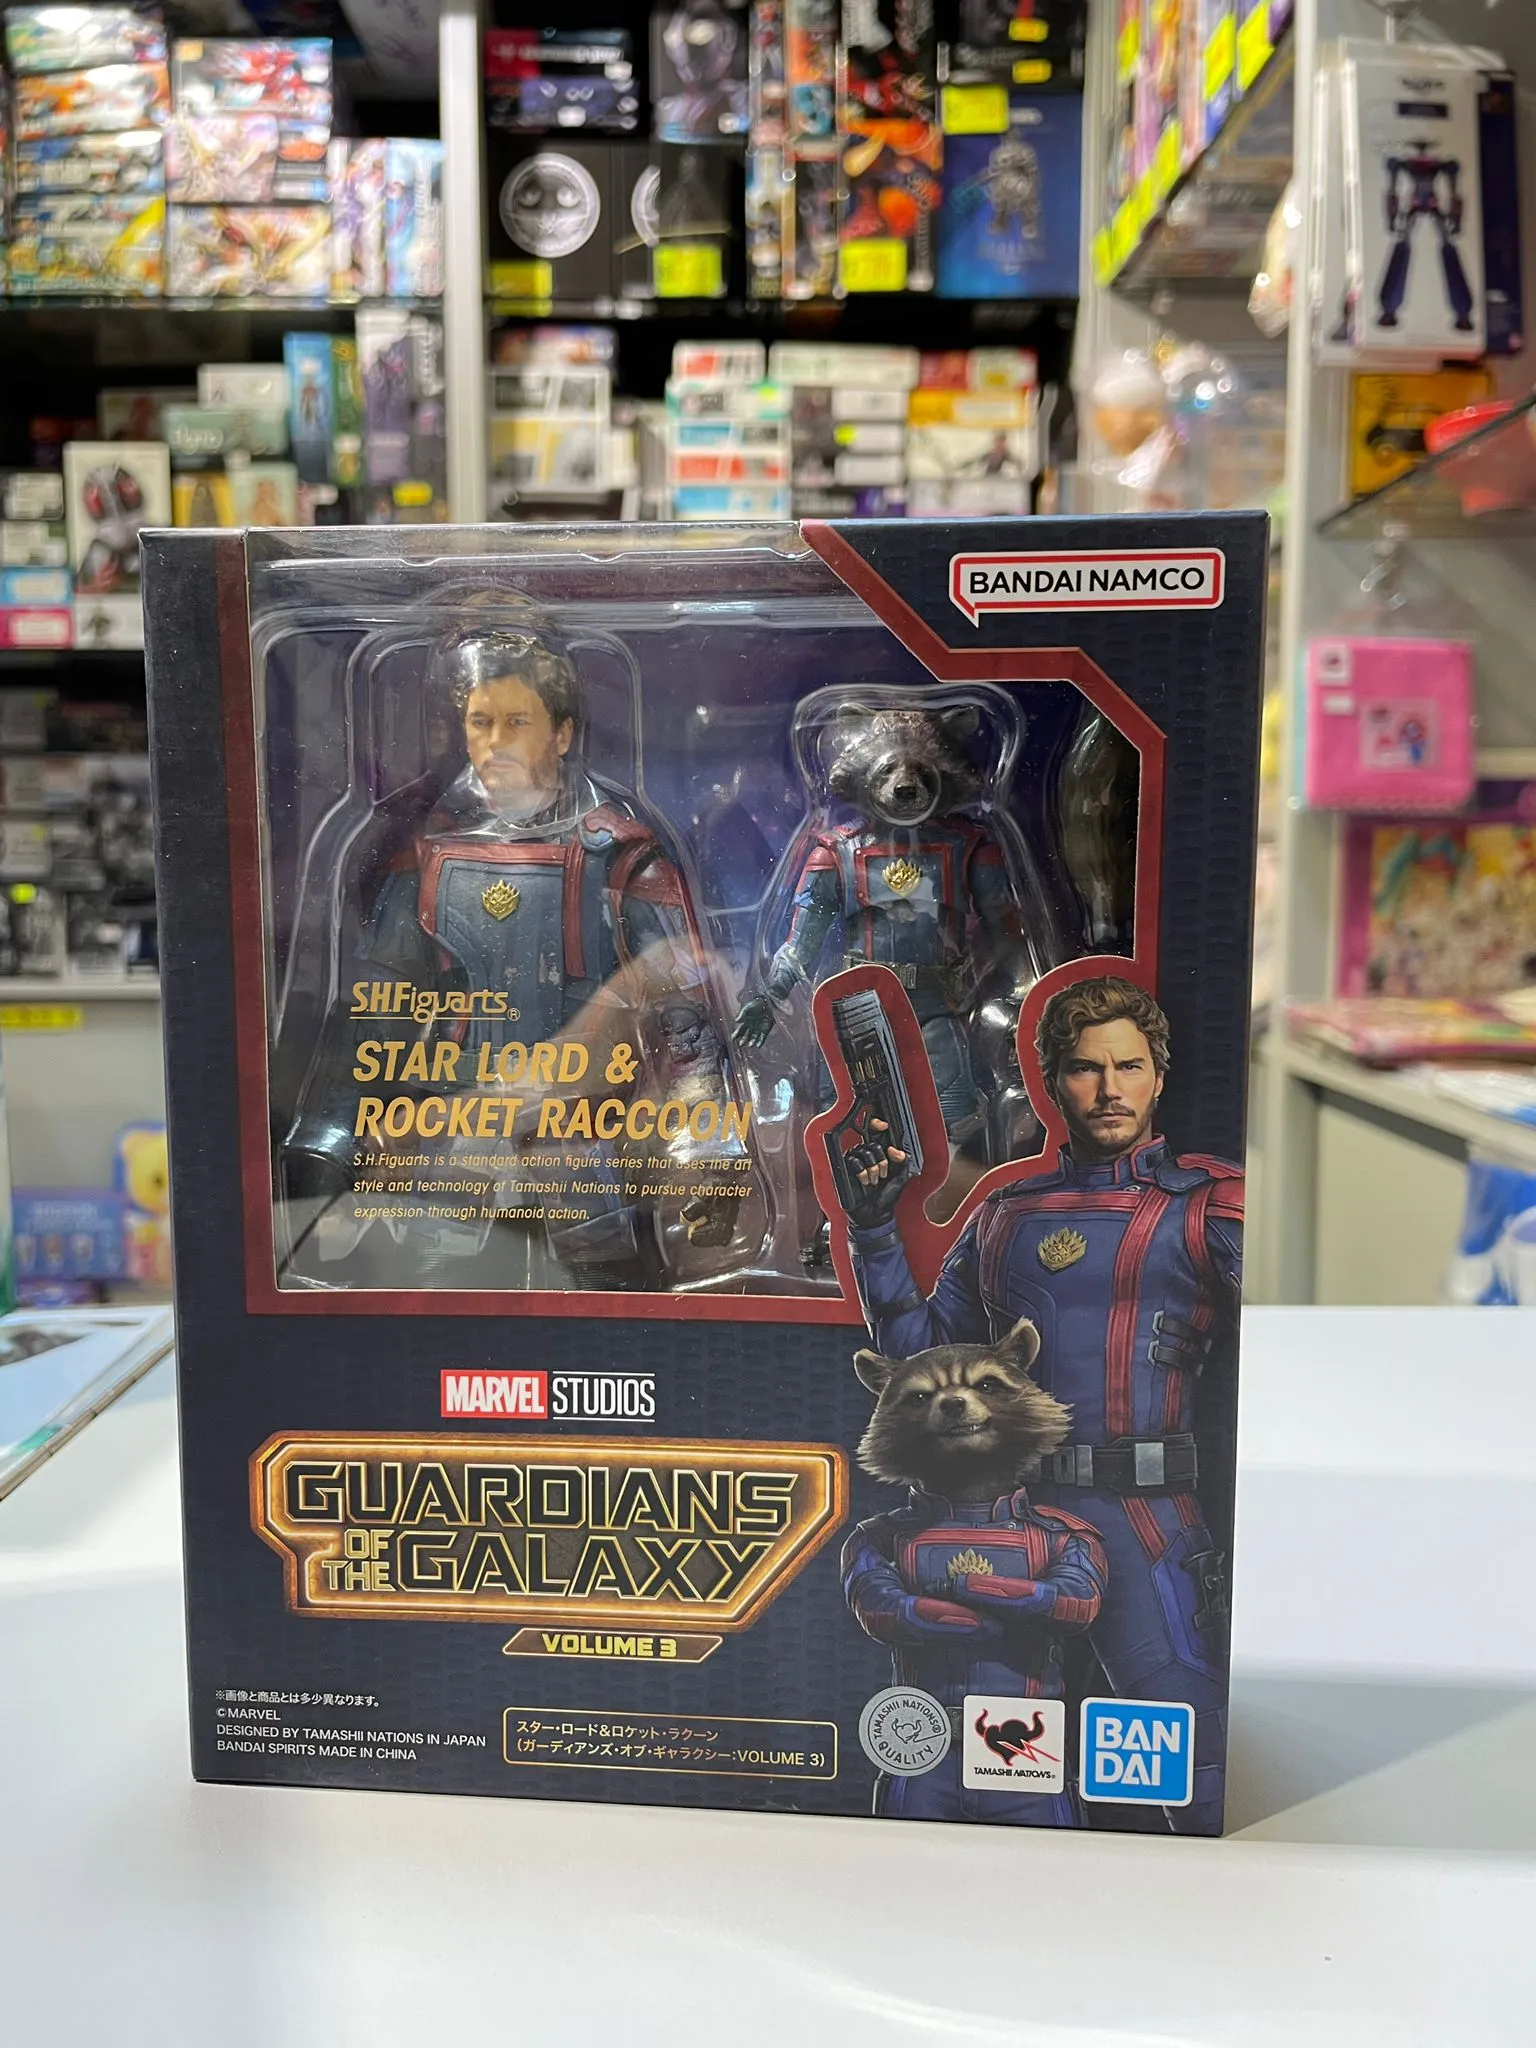 BANDAI NAMCO
S.H.Figuarts®
STAR LORD &
ROCKET RACCOON
S.H.Figuarts is a standard action figure series that uses the art
style and technology of Tamashii Nations to pursue character
expression through humanoid action.
MARVEL STUDIOS
GUARDIANS
OF THE GALAXY
VOLUME 3
※画像と商品とは多少異なります。
©MARVEL
DESIGNED BY TAMASHII NATIONS IN JAPAN
BANDAI SPIRITS MADE IN CHINA
スター・ロード&ロケット・ラクーン
(ガーディアンズ・オブ・ギャラクシー:VOLUME 3)
TAMASHII NATIONS®
QUALITY
TAMASHII NATIONS®
BAN
DAI